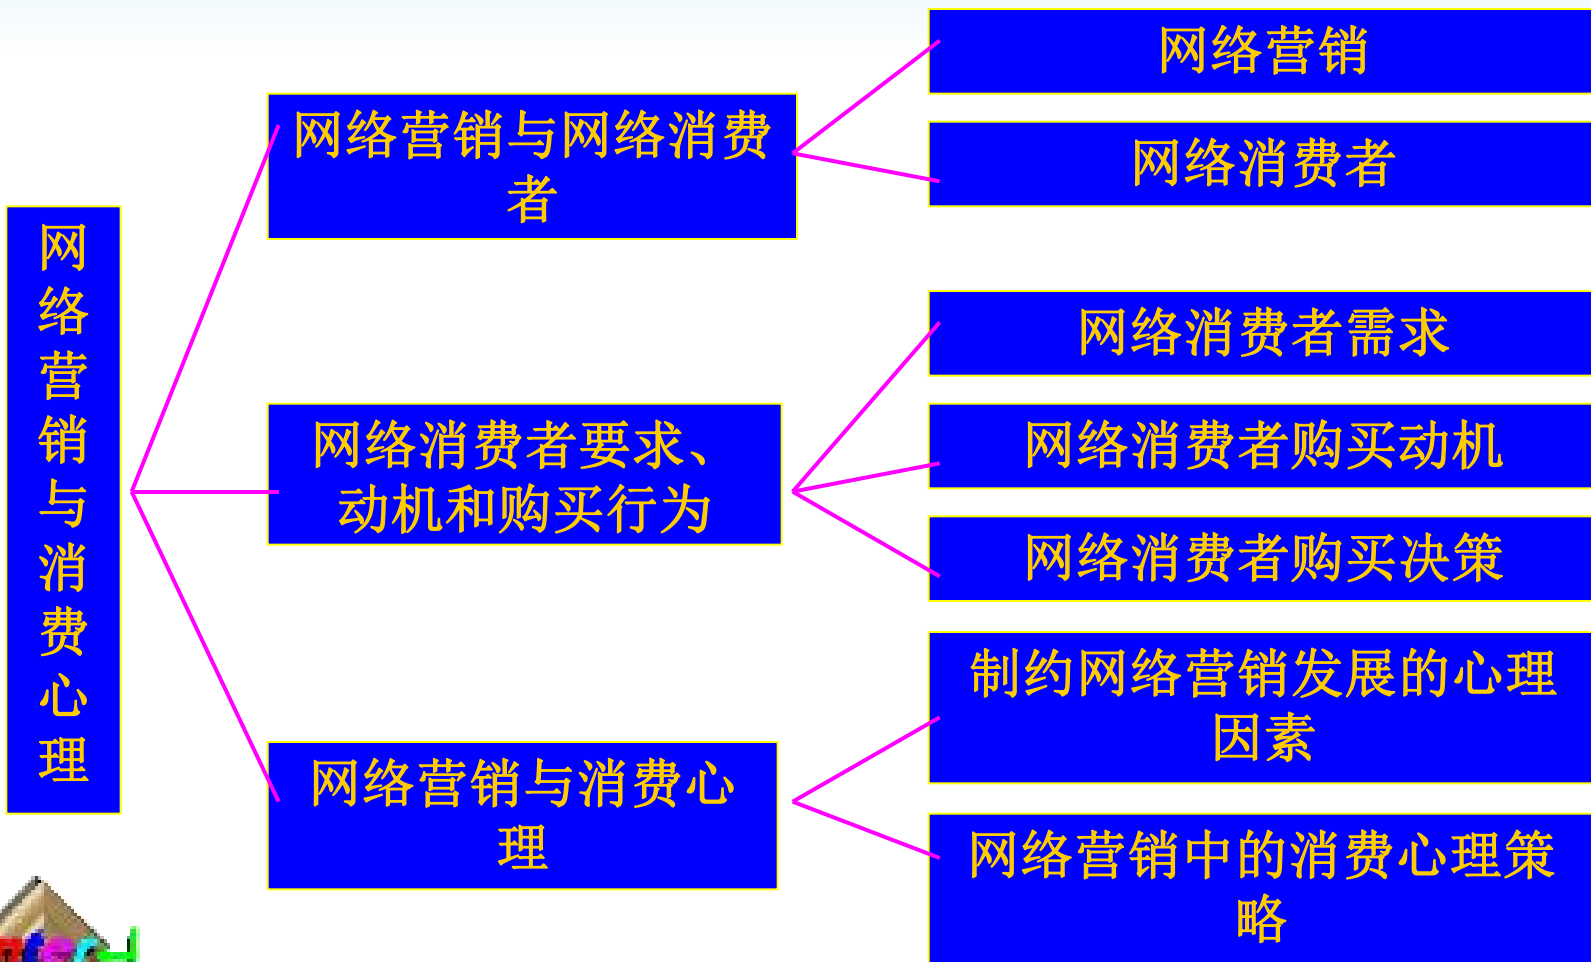 网络营销与消费心理
网络营销与网络消费
者
网络营销
网络消费者
网络消费者要求、
动机和购买行为
网络消费者需求
网络消费者购买动机
网络消费者购买决策
网络营销与消费心
理
制约网络营销发展的心理
因素
网络营销中的消费心理策
略